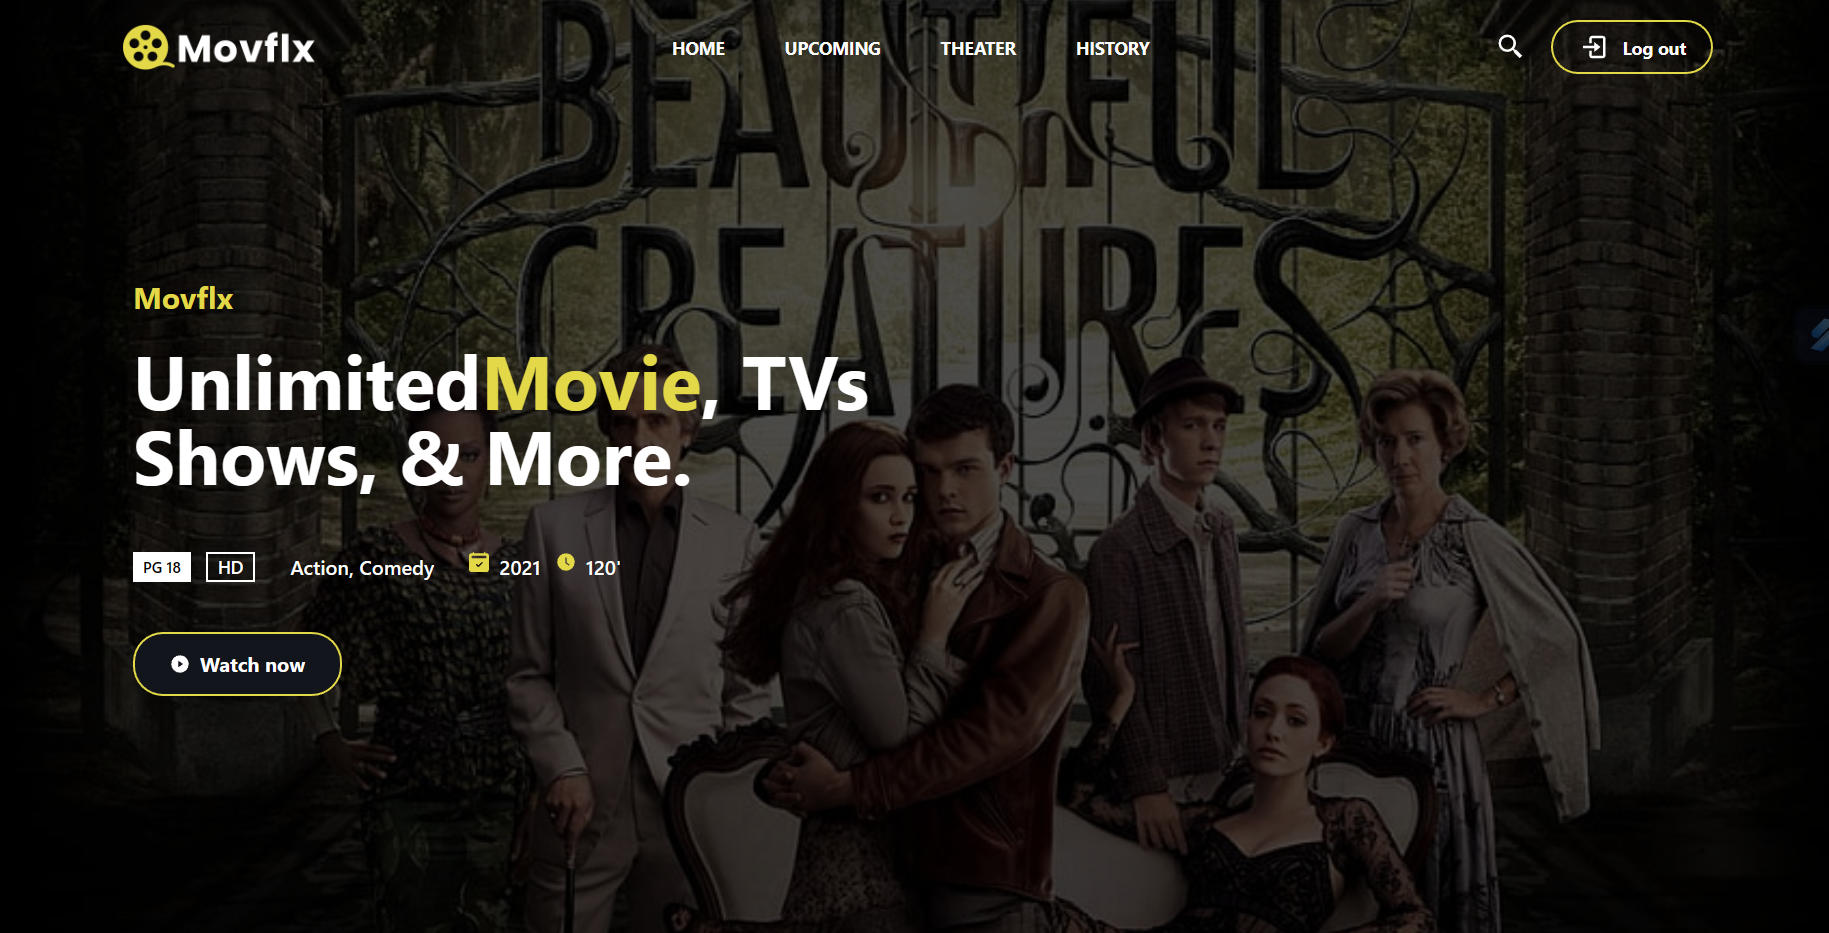 Movflx
HOME
UPCOMING
THEATER
HISTORY
Log out
BEAUTIFUL
CREATURES
Movflx
UnlimitedMovie, TVs
Shows, & More.
PG 18
HD
Action, Comedy
2021
120'
Watch now